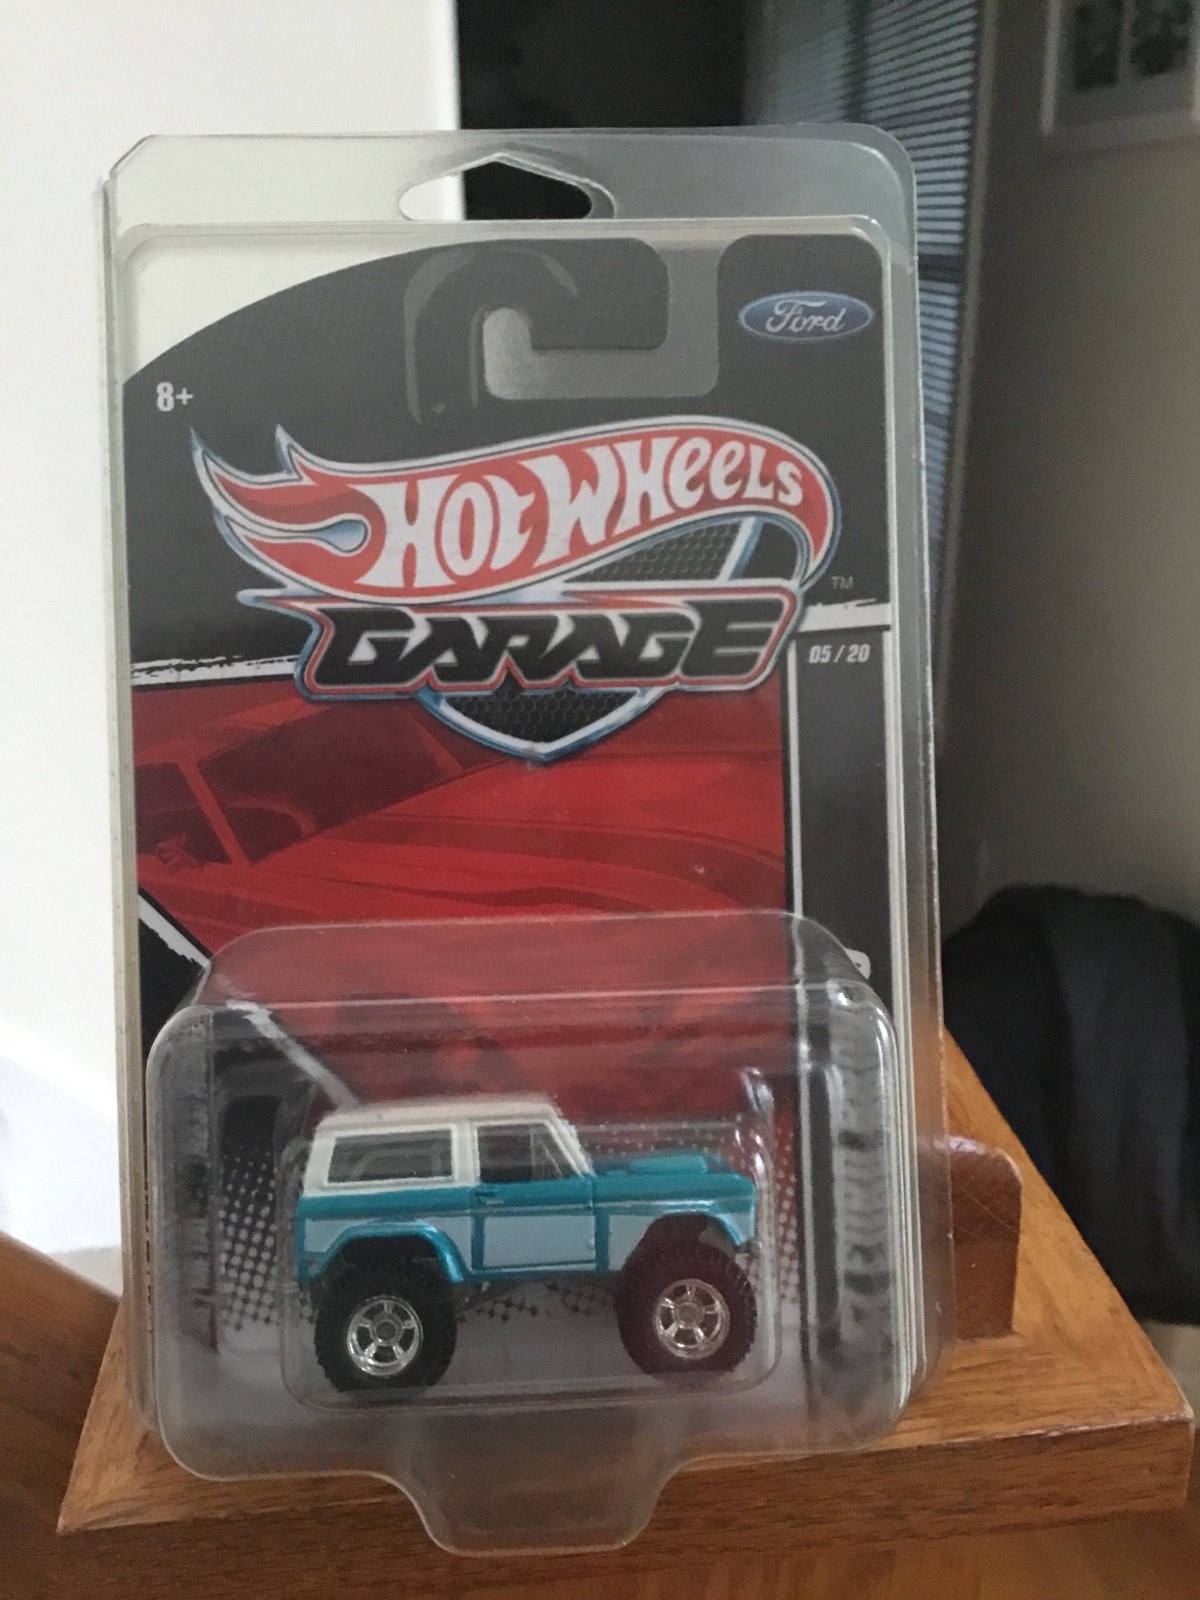 Ford
8+
HOT WHEELS
TM
GARAGE
05 / 20